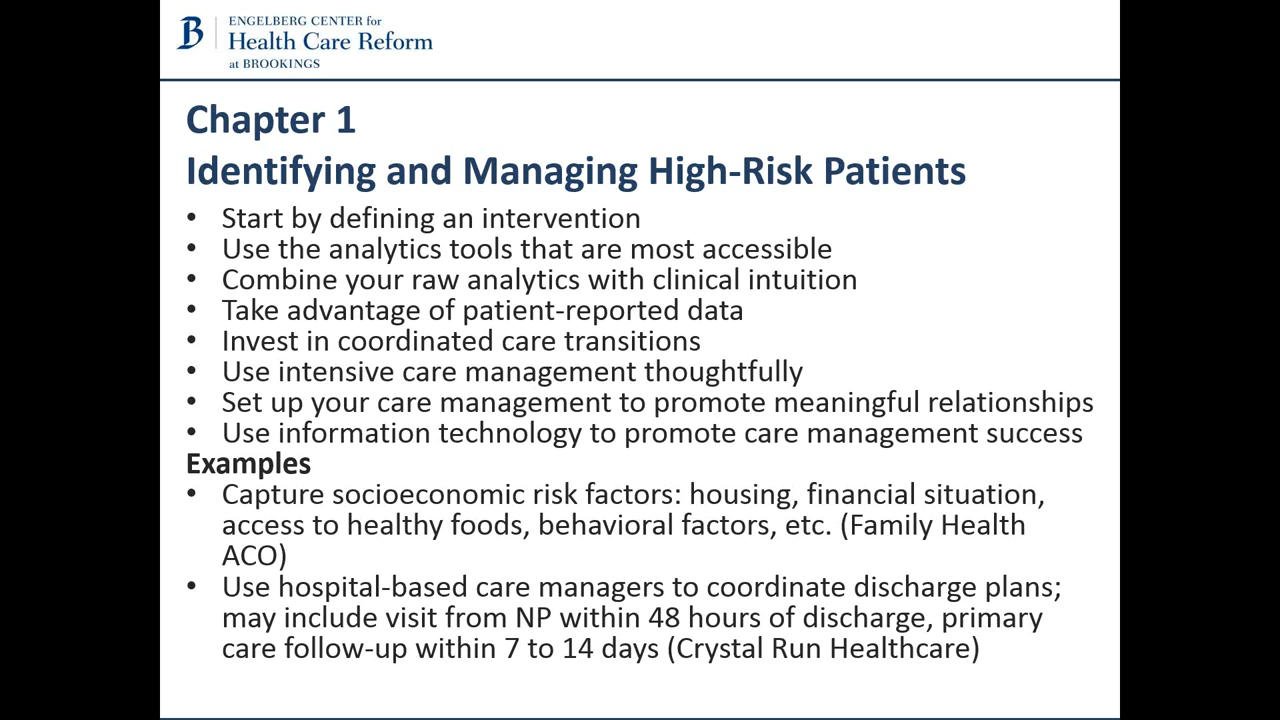 B
ENGELBERG CENTER for
Health Care Reform
at BROOKINGS
Chapter 1
Identifying and Managing High-Risk Patients
• Start by defining an intervention
• Use the analytics tools that are most accessible
• Combine your raw analytics with clinical intuition
• Take advantage of patient-reported data
• Invest in coordinated care transitions
• Use intensive care management thoughtfully
• Set up your care management to promote meaningful relationships
• Use information technology to promote care management success
Examples
• Capture socioeconomic risk factors: housing, financial situation,
access to healthy foods, behavioral factors, etc. (Family Health
ACO)
• Use hospital-based care managers to coordinate discharge plans;
may include visit from NP within 48 hours of discharge, primary
care follow-up within 7 to 14 days (Crystal Run Healthcare)